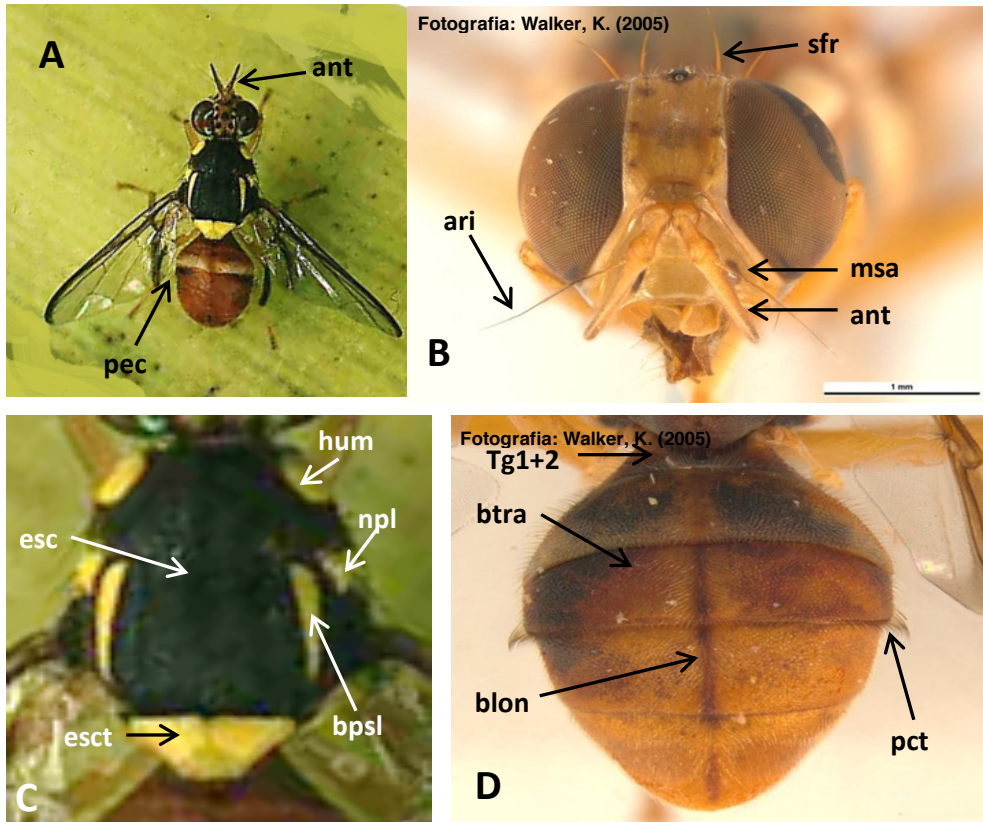 A
ant
pec
Fotografia: Walker, K. (2005)
sfr
ari
msa
ant
B
1 mm
hum
npl
esc
bpsl
esct
C
Fotografia: Walker, K. (2005)
Tg1+2
btra
blon
pct
D